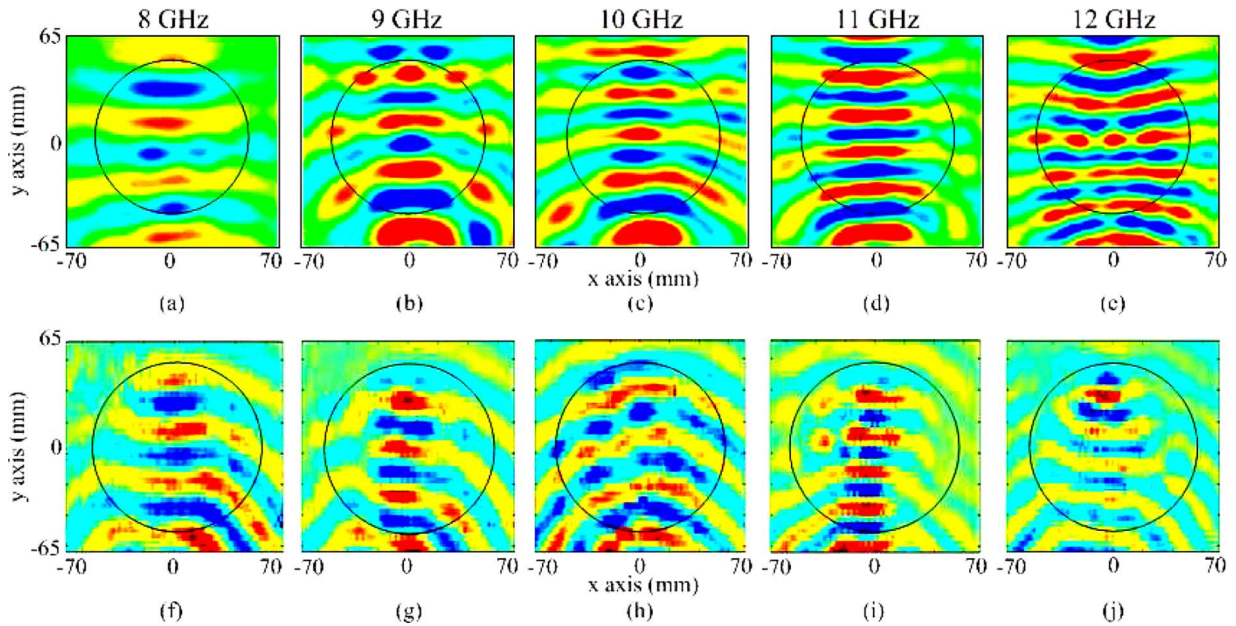 8 GHz 9 GHz 10 GHz 11 GHz 12 GHz
65
y axis (mm)
0
-65
-70 0 70 -70 0 70 -70 0 70 -70 0 70 -70 0 70
x axis (mm)
(a) (b) (c) (d) (e)
65
y axis (mm)
0
-65
-70 0 70 -70 0 70 -70 0 70 -70 0 70 -70 0 70
x axis (mm)
(f) (g) (h) (i) (j)